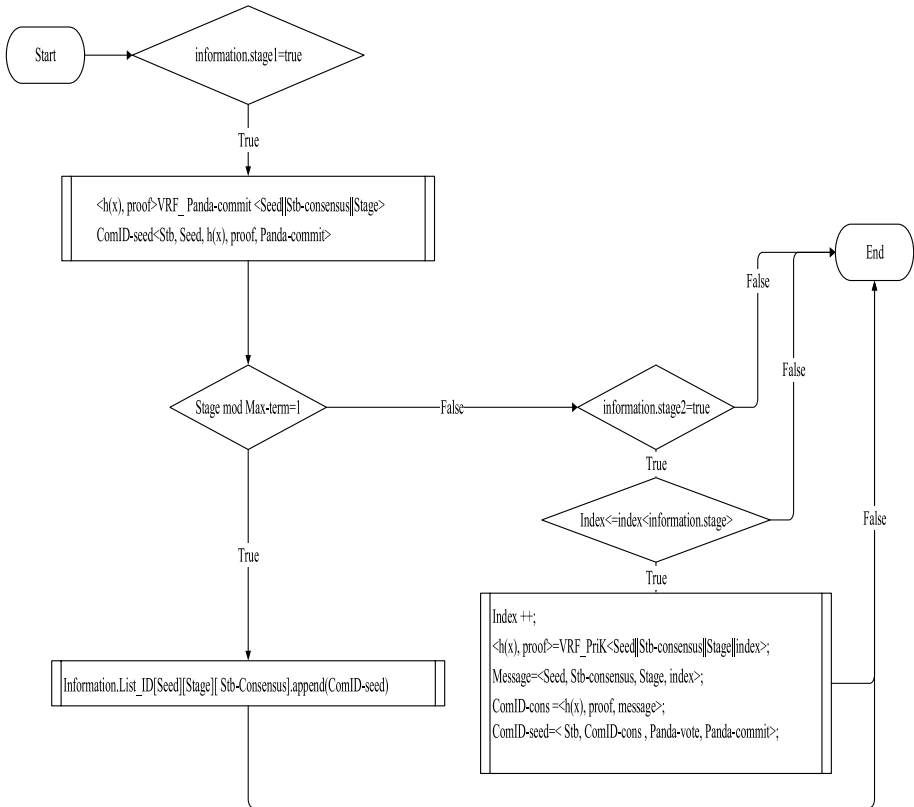 Start
information.stage1=true
True
<h(x), proof>VRF_ Panda-commit <Seed||Stb-consensus||Stage>
ComID-seed<Stb, Seed, h(x), proof, Panda-commit>
End
False
False
Stage mod Max-term=1
False
information.stage2=true
True
Index<=index<information.stage>
False
True
True
Index ++;
<h(x), proof>=VRF_PriK<Seed||Stb-consensus||Stage||index>;
Message=<Seed, Stb-consensus, Stage, index>;
ComID-cons =<h(x), proof, message>;
ComID-seed=< Stb, ComID-cons , Panda-vote, Panda-commit>;
Information.List_ID[Seed][Stage][ Stb-Consensus].append(ComID-seed)